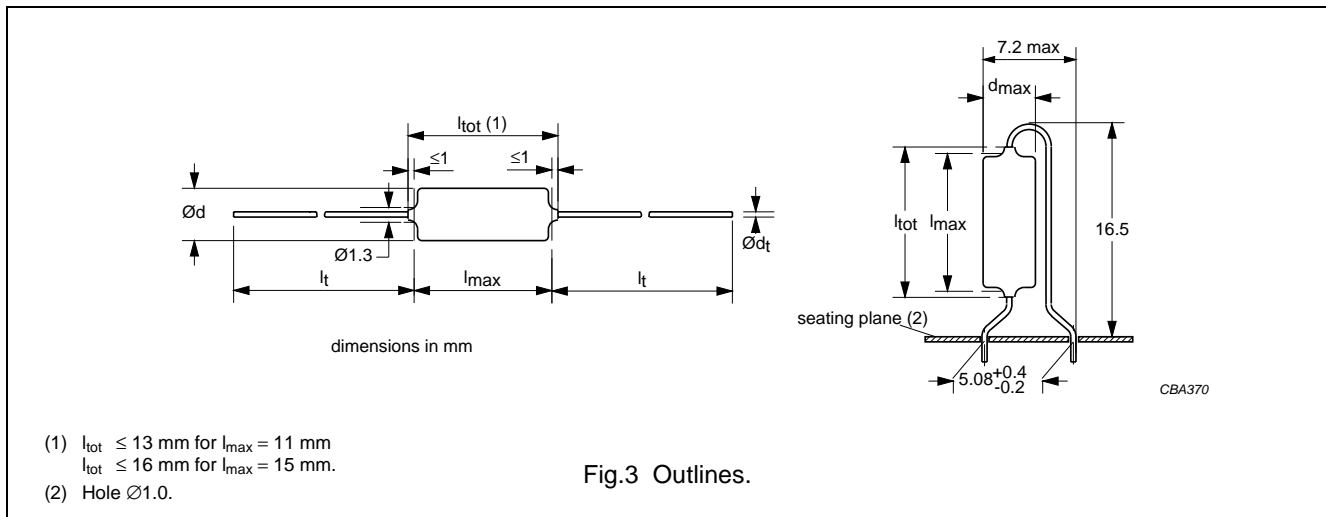 7.2 max
dmax
ltot (1)
≤1
≤1
Ød
Ødt
Ø1.3
lt
lmax
lt
ltot
lmax
16.5
seating plane (2)
dimensions in mm
5.08+0.4
-0.2
CBA370
(1) ltot ≤ 13 mm for lmax = 11 mm
ltot ≤ 16 mm for lmax = 15 mm.
(2) Hole ∅1.0.
Fig.3 Outlines.